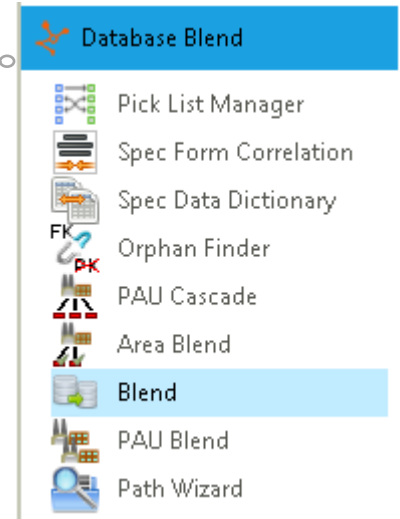 Database Blend
Pick List Manager
Spec Form Correlation
Spec Data Dictionary
FK
Orphan Finder
PK
PAU Cascade
Area Blend
Blend
PAU Blend
Path Wizard